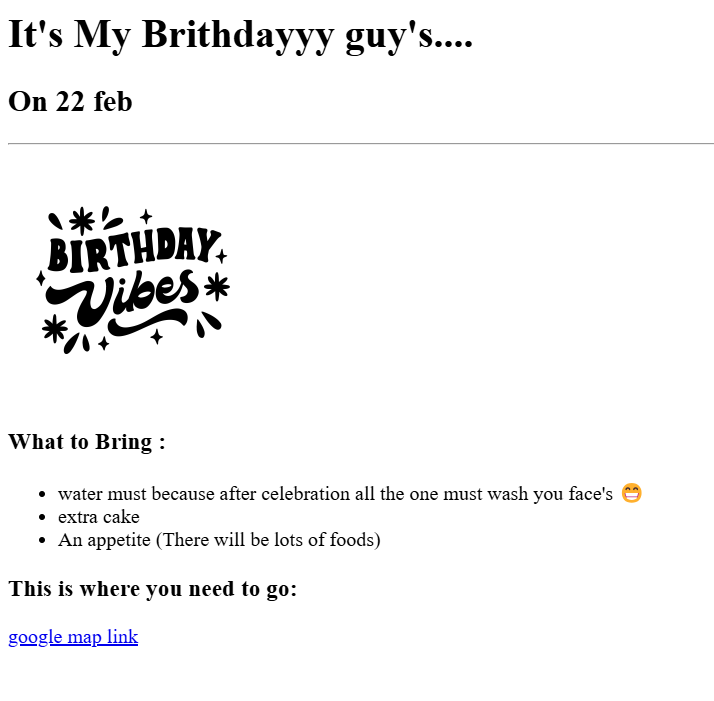 It's My Brithdayyy guy's....
On 22 feb
BIRTHDAY
Vibes
What to Bring :
water must because after celebration all the one must wash you face's 😁
extra cake
An appetite (There will be lots of foods)
This is where you need to go:
google map link